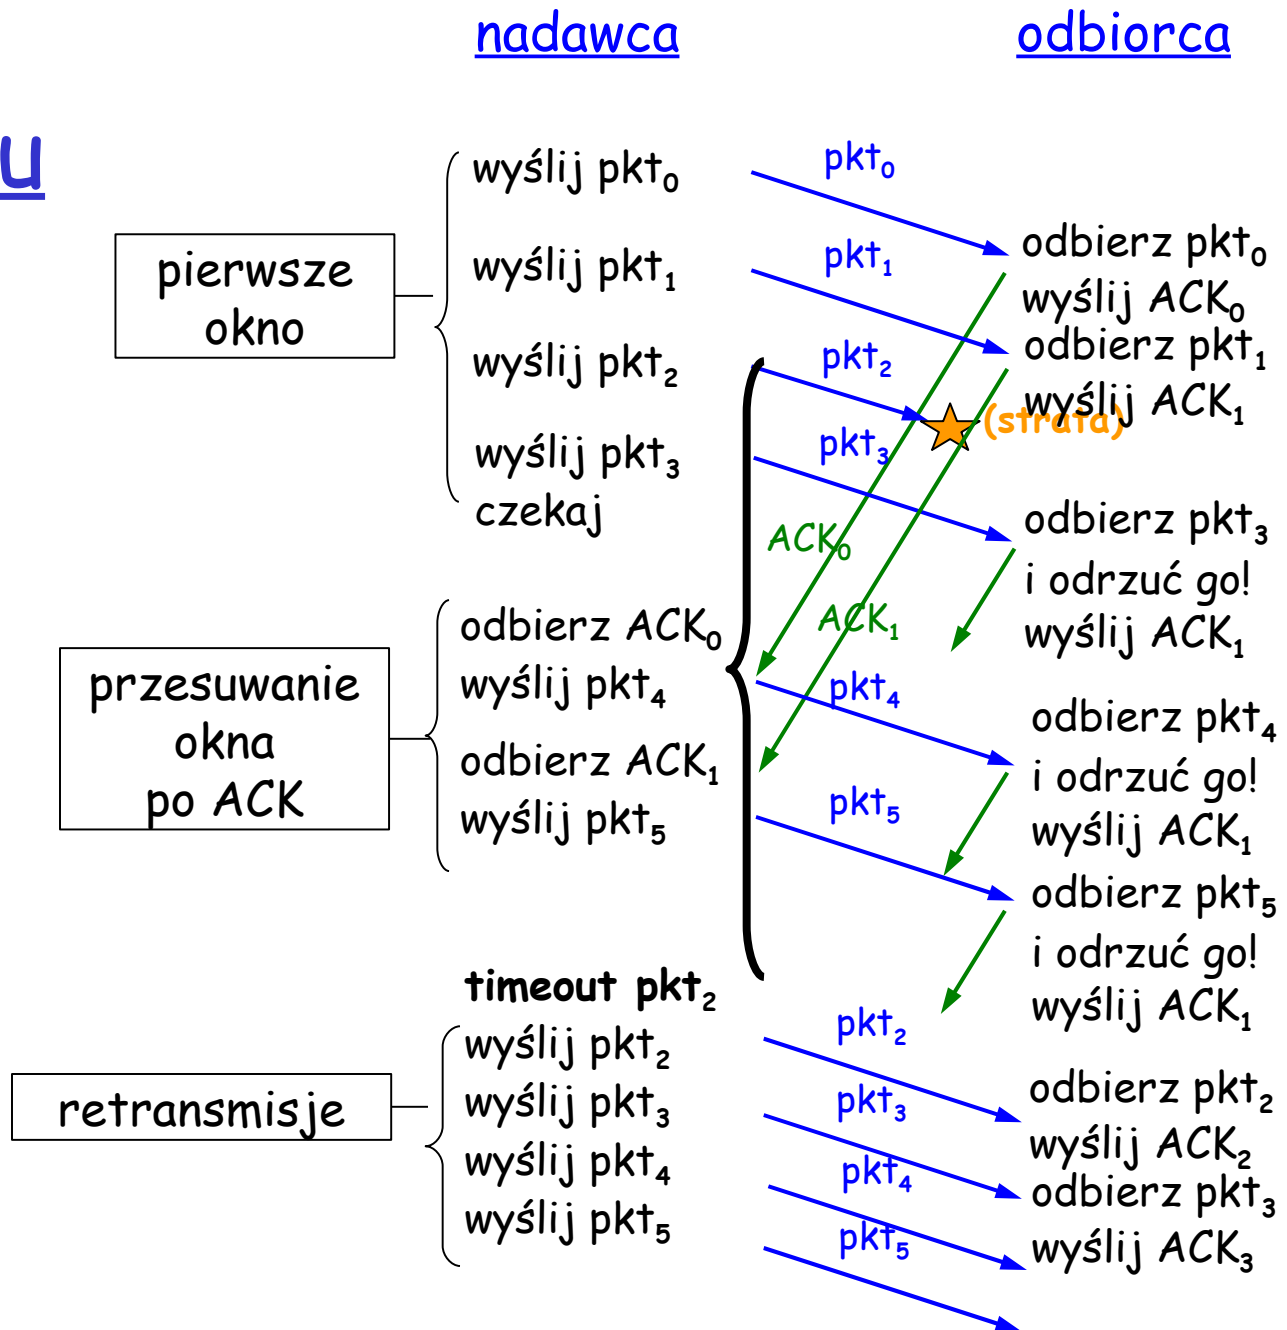 nadawca
odbiorca
u
pierwsze
okno
wyślij pkt₀
wyślij pkt₁
wyślij pkt₂
wyślij pkt₃
czekaj
pkt₀
pkt₁
pkt₂
(strata)
pkt₃
ACK₀
ACK₁
odbierz pkt₀
wyślij ACK₀
odbierz pkt₁
wyślij ACK₁
odbierz pkt₃
i odrzuć go!
wyślij ACK₁
przesuwanie
okna
po ACK
odbierz ACK₀
wyślij pkt₄
odbierz ACK₁
wyślij pkt₅
pkt₄
pkt₅
odbierz pkt₄
i odrzuć go!
wyślij ACK₁
odbierz pkt₅
i odrzuć go!
wyślij ACK₁
timeout pkt₂
retransmisje
wyślij pkt₂
wyślij pkt₃
wyślij pkt₄
wyślij pkt₅
pkt₂
pkt₃
pkt₄
pkt₅
odbierz pkt₂
wyślij ACK₂
odbierz pkt₃
wyślij ACK₃